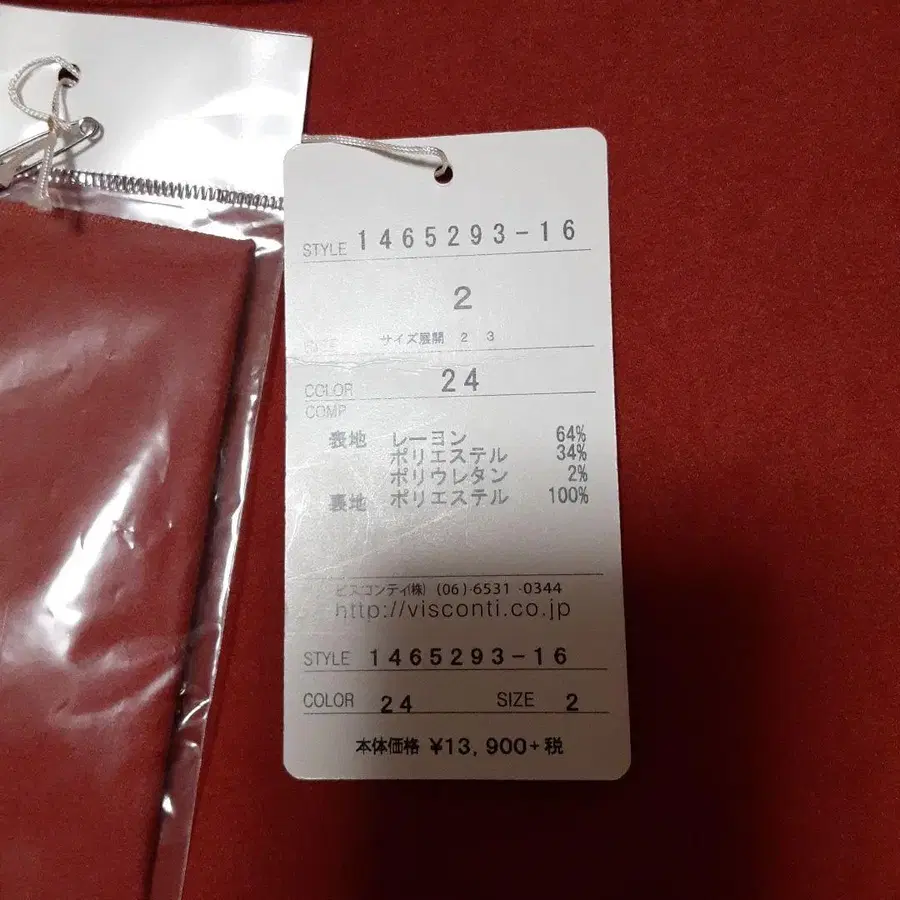 STYLE 1465293-16
2
サイズ展開 2 3
COLOR 24
COMP
表地 レーヨン 64%
ポリエステル 34%
ポリウレタン 2%
裏地 ポリエステル 100%
ビスコンティ(株) (06)-6531-0344
http://visconti.co.jp
STYLE 1465293-16
COLOR 24 SIZE 2
本体価格 ¥13,900+税